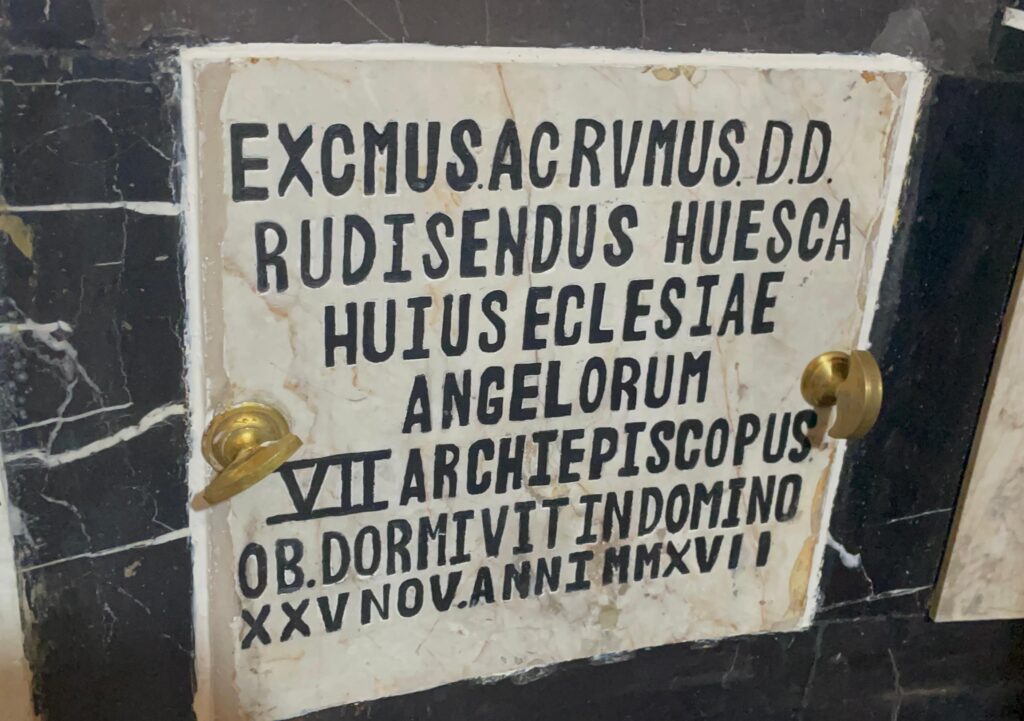 EXCMUS. AC RVMUS. D.D.
RUDISENDUS HUESCA
HUIUS ECLESIAE
ANGELORUM
VII ARCHIEPISCOPUS.
OB. DORMIVIT IN DOMINO
XXV NOV. ANNI MMXVII